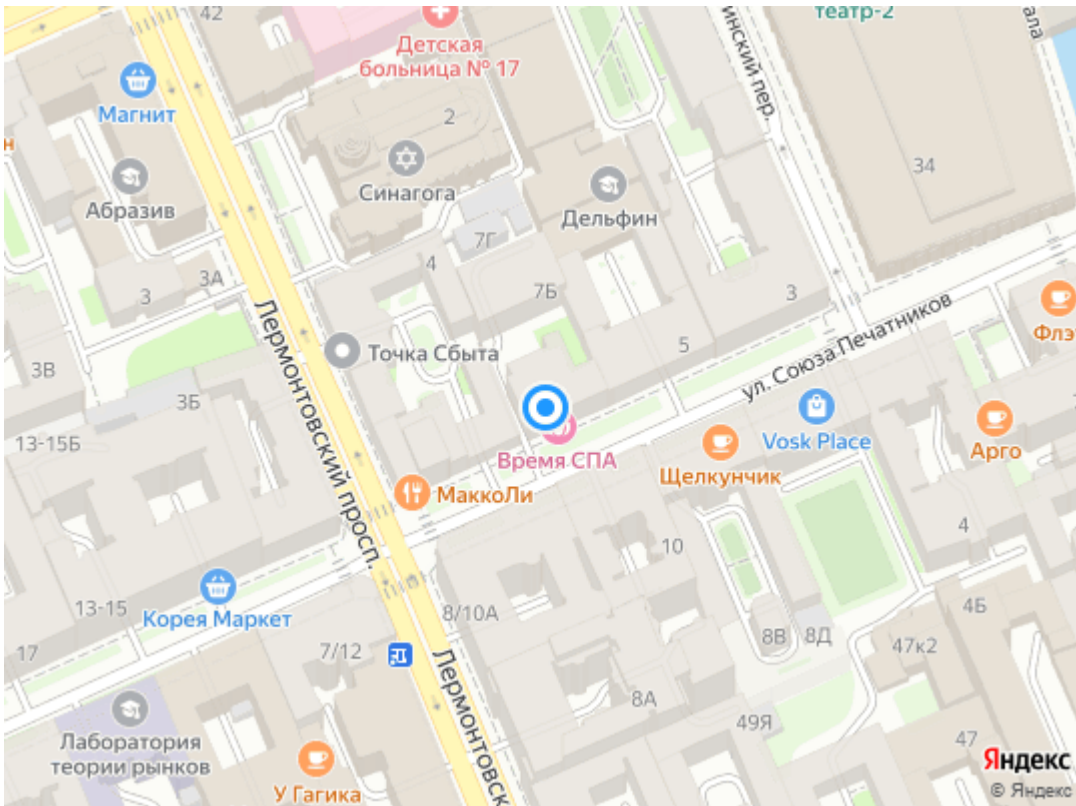 42
театр-2
ала
Детская
больница № 17
инский пер.
Магнит
2
н
Синагога
34
Абразив
Дельфин
7Г
4
3А
3
7Б
3
Флэ
Лермонтовский просп.
Точка Сбыта
5
ул. Союза Печатников
3В
3Б
13-15Б
Vosk Place
Арго
Время СПА
Щелкунчик
МаккоЛи
4
10
13-15
Корея Маркет
8/10А
4Б
17
7/12
8В
8Д
47к2
Лермонтовск
8А
49Я
Лаборатория
теории рынков
47
Яндекс
У Гагика
© Яндекс